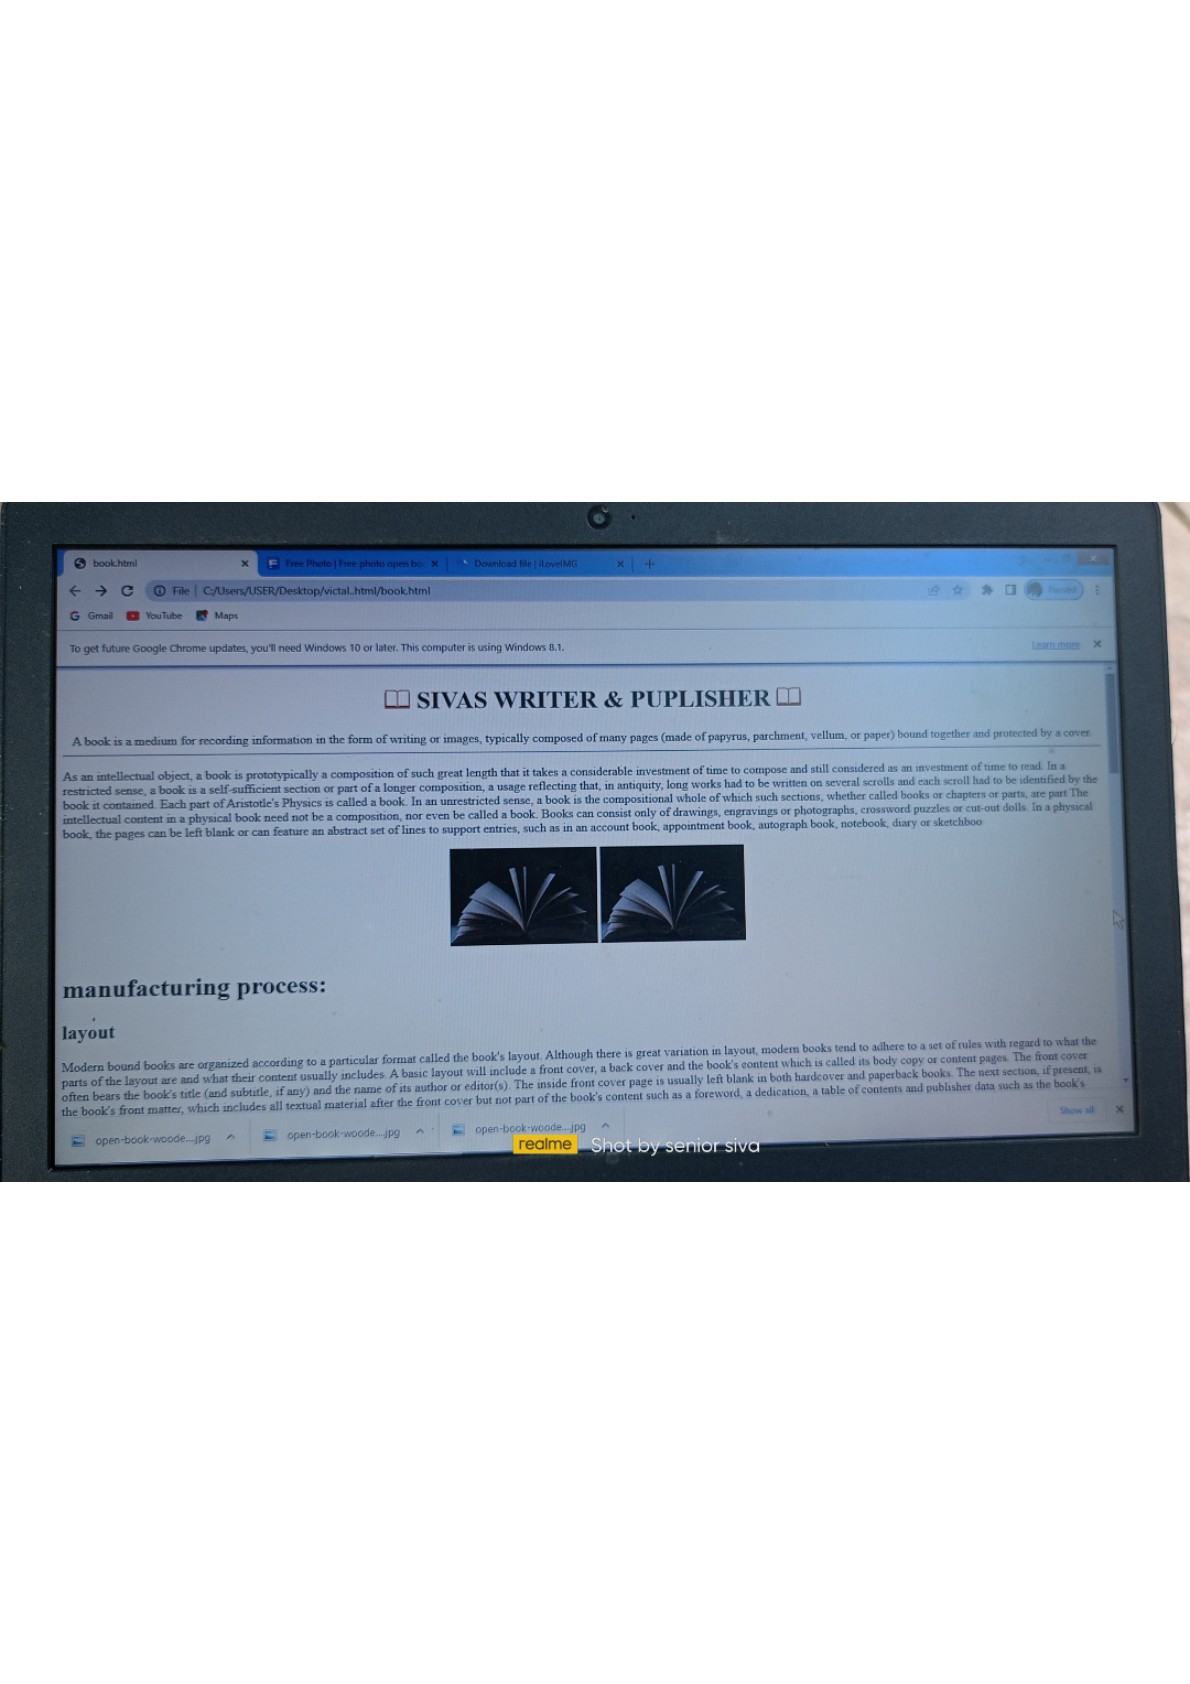 book.html
Free Photo | Free photo open bo
Download file | iLoveIMG
File | C:/Users/USER/Desktop/victal..html/book.html
Paused
Gmail YouTube Maps
To get future Google Chrome updates, you'll need Windows 10 or later. This computer is using Windows 8.1.
Learn more
SIVAS WRITER & PUPLISHER
A book is a medium for recording information in the form of writing or images, typically composed of many pages (made of papyrus, parchment, vellum, or paper) bound together and protected by a cover.
As an intellectual object, a book is prototypically a composition of such great length that it takes a considerable investment of time to compose and still considered as an investment of time to read. In a
restricted sense, a book is a self-sufficient section or part of a longer composition, a usage reflecting that, in antiquity, long works had to be written on several scrolls and each scroll had to be identified by the
book it contained. Each part of Aristotle's Physics is called a book. In an unrestricted sense, a book is the compositional whole of which such sections, whether called books or chapters or parts, are part The
intellectual content in a physical book need not be a composition, nor even be called a book. Books can consist only of drawings, engravings or photographs, crossword puzzles or cut-out dolls. In a physical
book, the pages can be left blank or can feature an abstract set of lines to support entries, such as in an account book, appointment book, autograph book, notebook, diary or sketchboo
manufacturing process:
layout
Modern bound books are organized according to a particular format called the book's layout. Although there is great variation in layout, modern books tend to adhere to a set of rules with regard to what the
parts of the layout are and what their content usually includes. A basic layout will include a front cover, a back cover and the book's content which is called its body copy or content pages. The front cover
often bears the book's title (and subtitle, if any) and the name of its author or editor(s). The inside front cover page is usually left blank in both hardcover and paperback books. The next section, if present, is
the book's front matter, which includes all textual material after the front cover but not part of the book's content such as a foreword, a dedication, a table of contents and publisher data such as the book's
Show all
open-book-woode....jpg
open-book-woode....jpg
open-book-woode....jpg
realme Shot by senior siva